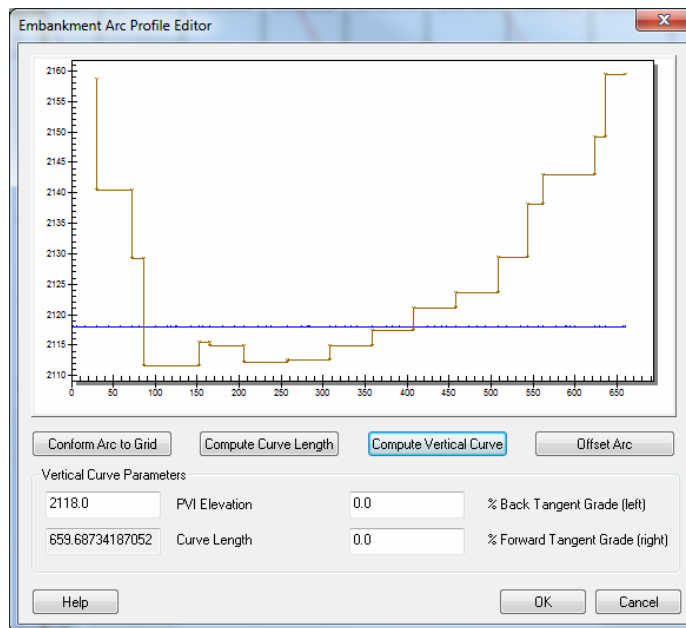 Embankment Arc Profile Editor
2160
2155
2150
2145
2140
2135
2130
2125
2120
2115
2110
0 50 100 150 200 250 300 350 400 450 500 550 600 650
Conform Arc to Grid Compute Curve Length Compute Vertical Curve Offset Arc
Vertical Curve Parameters
2118.0 PVI Elevation 0.0 % Back Tangent Grade (left)
659.68734187052 Curve Length 0.0 % Forward Tangent Grade (right)
Help OK Cancel